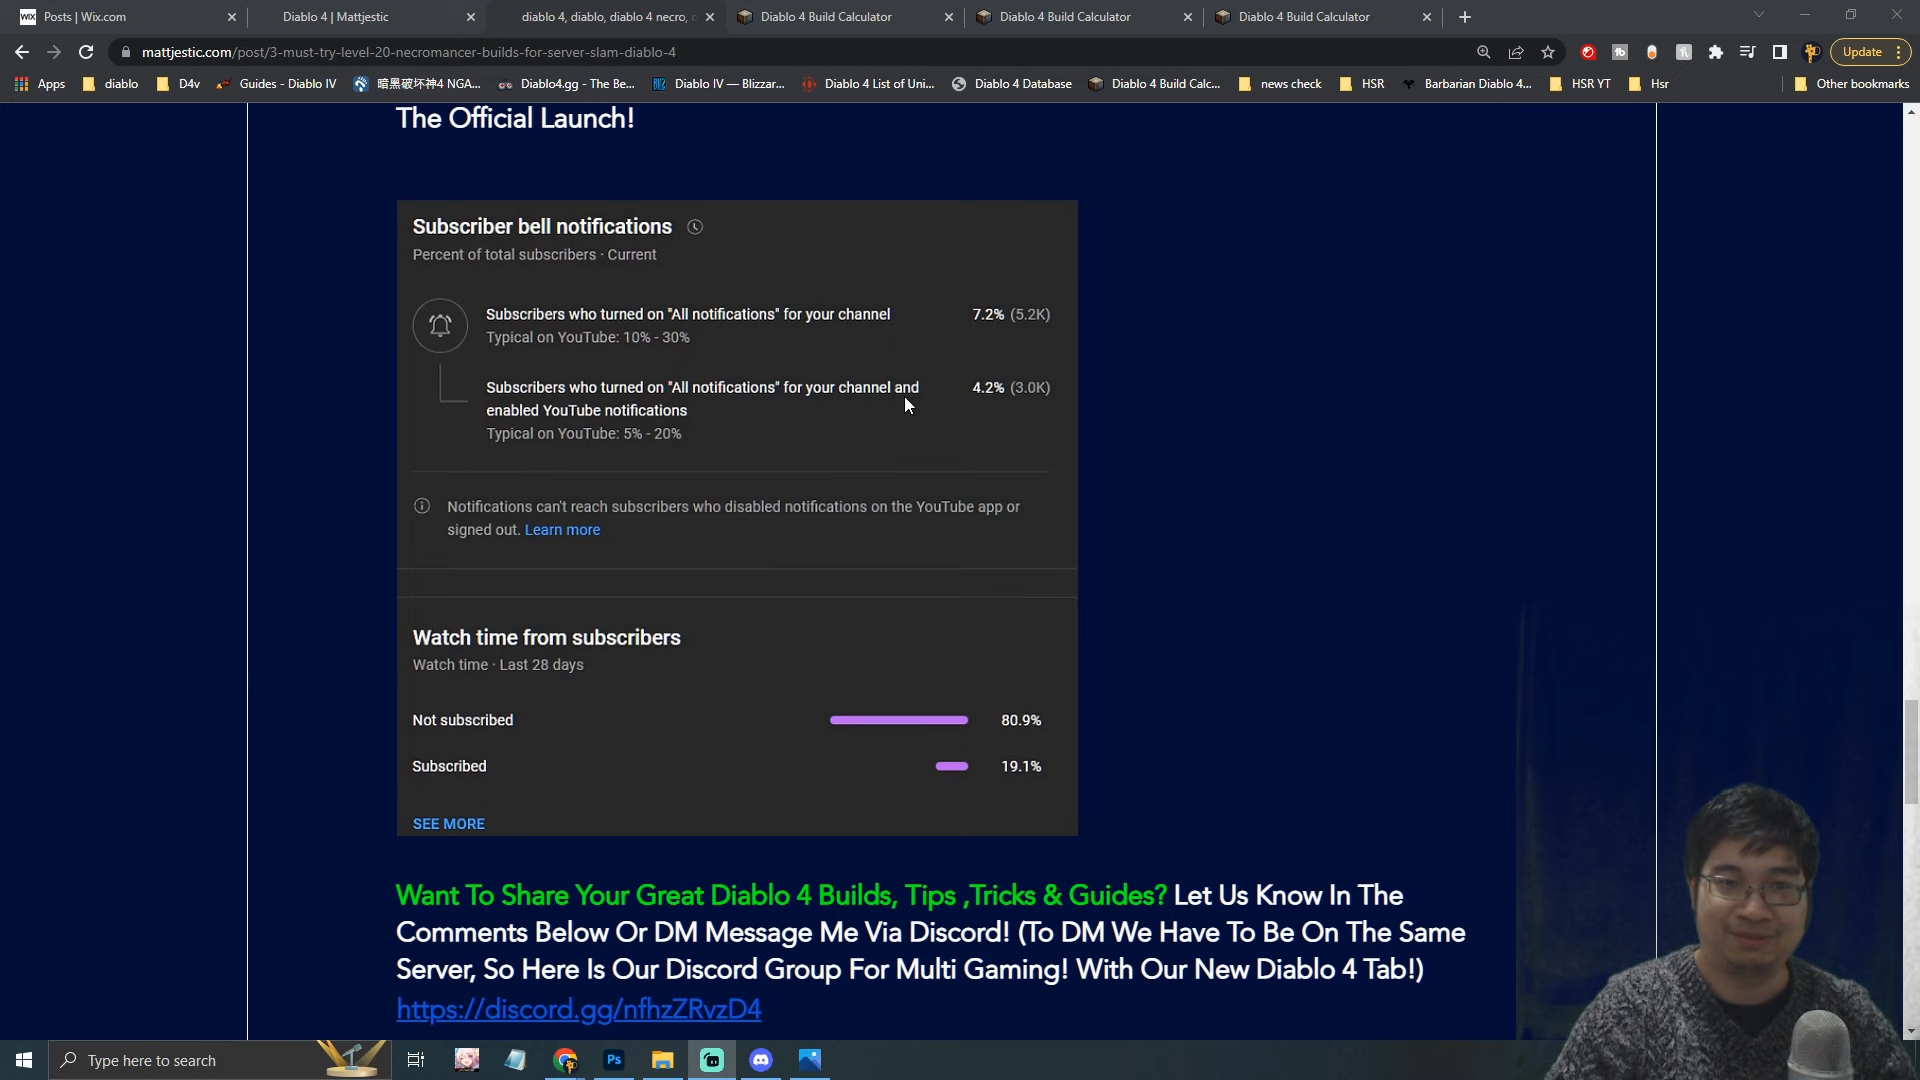 Posts | Wix.com
Diablo 4 | Mattjestic
diablo 4, diablo, diablo 4 necro,
Diablo 4 Build Calculator
Diablo 4 Build Calculator
Diablo 4 Build Calculator
mattjestic.com/post/3-must-try-level-20-necromancer-builds-for-server-slam-diablo-4
Update
Apps
diablo
D4v
Guides - Diablo IV
暗黑破坏神4 NGA...
Diablo4.gg - The Be...
Diablo IV — Blizzar...
Diablo 4 List of Uni...
Diablo 4 Database
Diablo 4 Build Calc...
news check
HSR
Barbarian Diablo 4...
HSR YT
Hsr
Other bookmarks
The Official Launch!
Subscriber bell notifications
Percent of total subscribers · Current
Subscribers who turned on "All notifications" for your channel 7.2% (5.2K)
Typical on YouTube: 10% - 30%
Subscribers who turned on "All notifications" for your channel and 4.2% (3.0K)
enabled YouTube notifications
Typical on YouTube: 5% - 20%
Notifications can't reach subscribers who disabled notifications on the YouTube app or
signed out. Learn more
Watch time from subscribers
Watch time · Last 28 days
Not subscribed 80.9%
Subscribed 19.1%
SEE MORE
Want To Share Your Great Diablo 4 Builds, Tips ,Tricks & Guides? Let Us Know In The
Comments Below Or DM Message Me Via Discord! (To DM We Have To Be On The Same
Server, So Here Is Our Discord Group For Multi Gaming! With Our New Diablo 4 Tab!)
https://discord.gg/nfhzZRvzD4
Type here to search
Ps